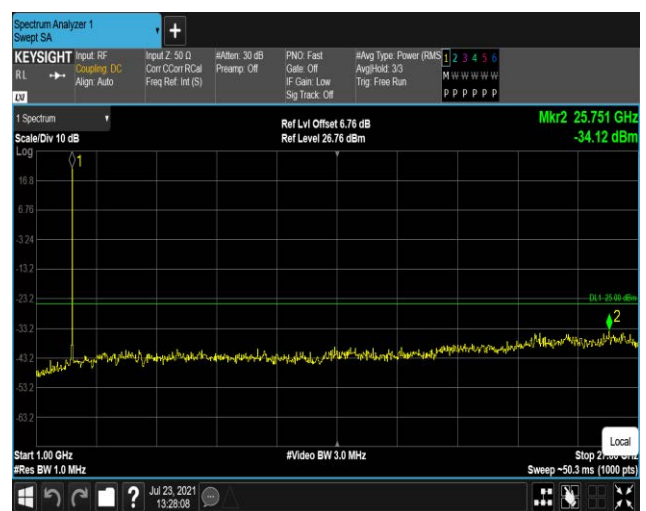 Spectrum Analyzer 1
Swept SA
+
KEYSIGHT Input: RF Input Z: 50 Ω #Atten: 30 dB PNO: Fast #Avg Type: Power (RMS 1 2 3 4 5 6
RL Coupling: DC Corr CCorr RCal Preamp: Off Gate: Off Avg|Hold: 3/3 M W W W W W
Align: Auto Freq Ref: Int (S) IF Gain: Low Trig: Free Run
LXI Sig Track: Off P P P P P P
1 Spectrum Ref Lvl Offset 6.76 dB Mkr2 25.751 GHz
Scale/Div 10 dB Ref Level 26.76 dBm -34.12 dBm
Log
1
16.8
6.76
-3.24
-13.2
-23.2
DL1 -25.00 dBm
2
-33.2
-43.2
-53.2
-63.2
Local
Start 1.00 GHz #Video BW 3.0 MHz Stop
#Res BW 1.0 MHz Sweep ~50.3 ms (1000 pts)
? Jul 23, 2021
13:28:08